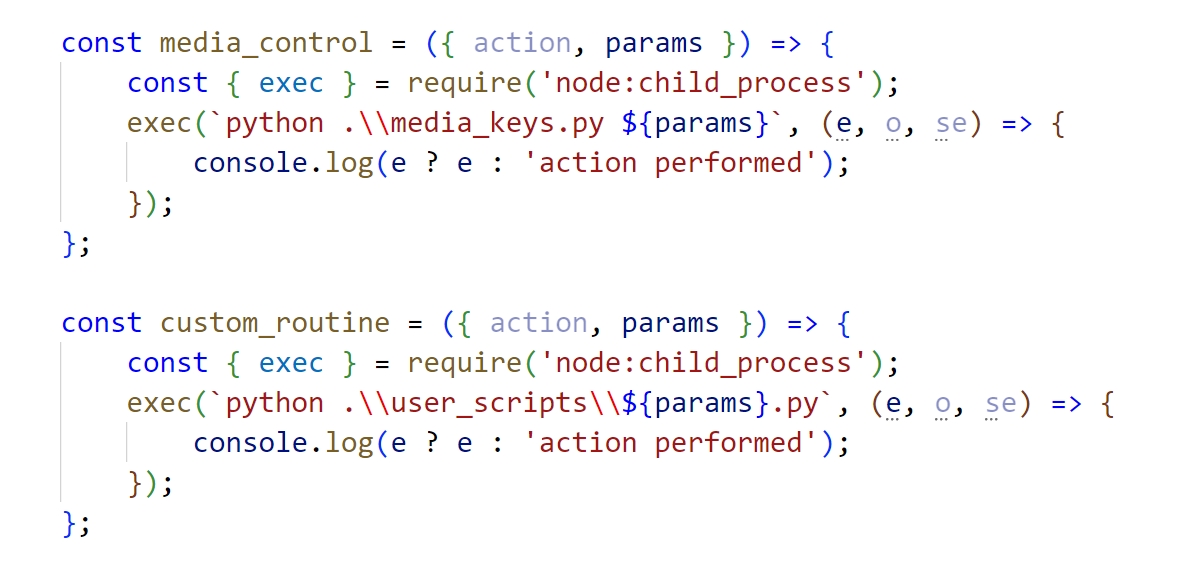 const media_control = ({ action, params }) => {
    const { exec } = require('node:child_process');
    exec(`python .\\media_keys.py ${params}`, (e, o, se) => {
        console.log(e ? e : 'action performed');
    });
};

const custom_routine = ({ action, params }) => {
    const { exec } = require('node:child_process');
    exec(`python .\\user_scripts\\${params}.py`, (e, o, se) => {
        console.log(e ? e : 'action performed');
    });
};